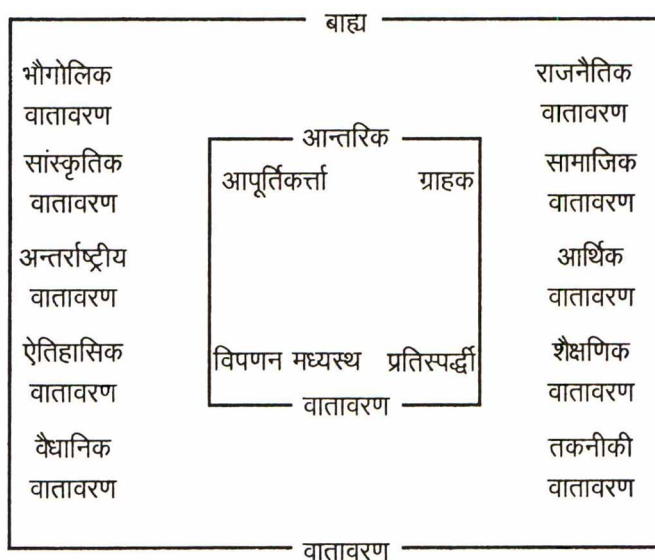 बाह्य
भौगोलिक
वातावरण
सांस्कृतिक
वातावरण
अन्तर्राष्ट्रीय
वातावरण
ऐतिहासिक
वातावरण
वैधानिक
वातावरण
आन्तरिक
आपूर्तिकर्त्ता ग्राहक
विपणन मध्यस्थ प्रतिस्पर्द्धी
वातावरण
राजनैतिक
वातावरण
सामाजिक
वातावरण
आर्थिक
वातावरण
शैक्षणिक
वातावरण
तकनीकी
वातावरण
वातावरण